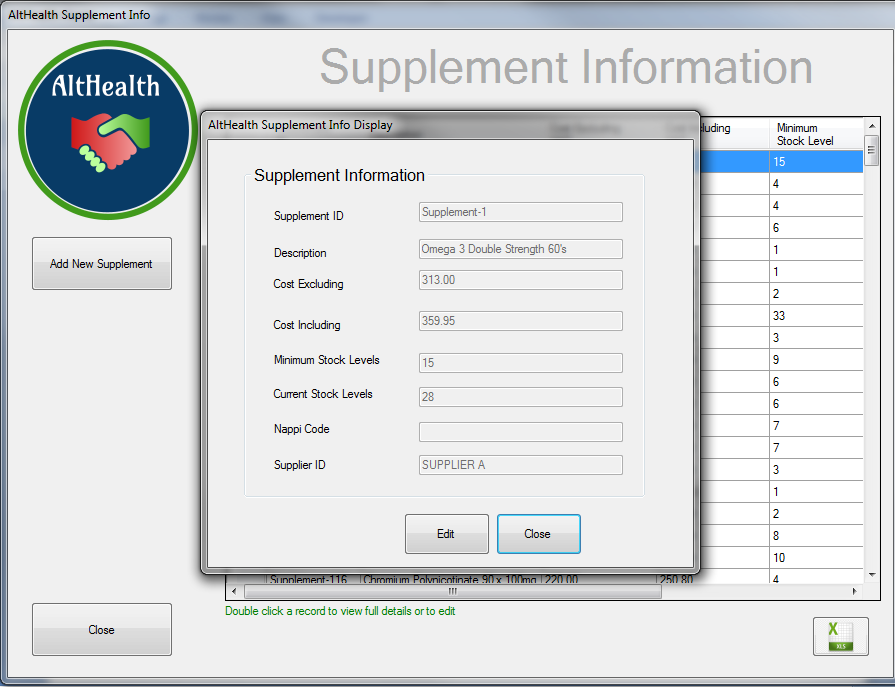 AltHealth Supplement Info
AltHealth
Supplement Information
Add New Supplement
AltHealth Supplement Info Display
Supplement Information
Supplement ID
Supplement-1
Description
Omega 3 Double Strength 60's
Cost Excluding
313.00
Cost Including
359.95
Minimum Stock Levels
15
Current Stock Levels
28
Nappi Code
Supplier ID
SUPPLIER A
Edit
Close
Minimum
Stock Level
15
4
4
6
1
1
2
33
3
9
6
6
7
7
3
1
2
8
10
Supplement-116 Chromium Polynicotinate 90 x 100mg 220.00 250.80 4
Double click a record to view full details or to edit
Close
XLS